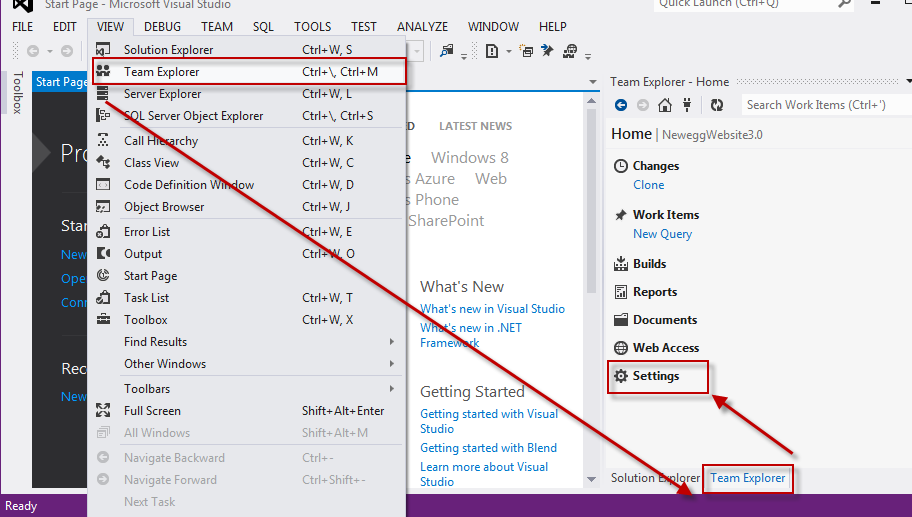 Start Page - Microsoft Visual Studio
Quick Launch (Ctrl+Q)
FILE EDIT VIEW DEBUG TEAM SQL TOOLS TEST ANALYZE WINDOW HELP
Toolbox
Start Page
Solution Explorer Ctrl+W, S
Team Explorer Ctrl+\, Ctrl+M
Server Explorer Ctrl+W, L
SQL Server Object Explorer Ctrl+\, Ctrl+S
Call Hierarchy Ctrl+W, K
Class View Ctrl+W, C
Code Definition Window Ctrl+W, D
Object Browser Ctrl+W, J
Error List Ctrl+W, E
Output Ctrl+W, O
Start Page
Task List Ctrl+W, T
Toolbox Ctrl+W, X
Find Results
Other Windows
Toolbars
Full Screen Shift+Alt+Enter
All Windows Shift+Alt+M
Navigate Backward Ctrl+-
Navigate Forward Ctrl+Shift+-
Next Task
LATEST NEWS
Windows 8
Azure Web
Phone
SharePoint
What's New
What's new in Visual Studio
What's new in .NET
Framework
Getting Started
Getting started with Visual
Studio
Getting started with Blend
Learn more about Visual
Studio
Team Explorer - Home
Search Work Items (Ctrl+')
Home | NeweggWebsite3.0
Changes
Clone
Work Items
New Query
Builds
Reports
Documents
Web Access
Settings
Solution Explorer Team Explorer
Ready